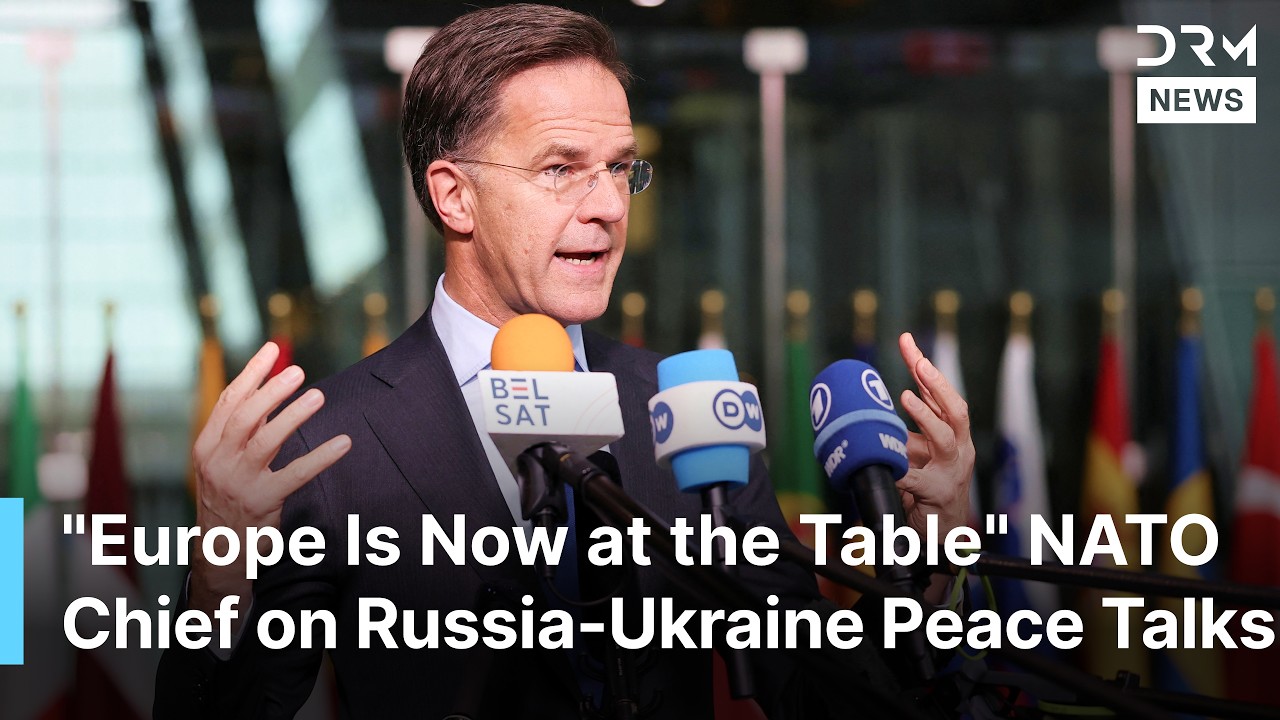 DRM
NEWS
BEL
SAT
DW
DW
WDR
"Europe Is Now at the Table" NATO
Chief on Russia-Ukraine Peace Talks